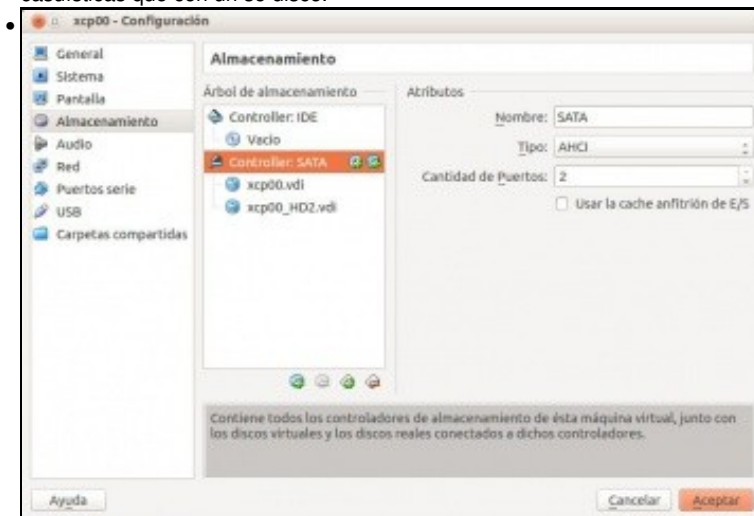 xcp00 - Configuración
General
Sistema
Pantalla
Almacenamiento
Audio
Red
Puertos serie
USB
Carpetas compartidas
Almacenamiento
Árbol de almacenamiento
Controller: IDE
Vacío
Controller: SATA
xcp00.vdi
xcp00_HD2.vdi
Atributos
Nombre: SATA
Tipo: AHCI
Cantidad de Puertos: 2
Usar la cache anfitrión de E/S
Contiene todos los controladores de almacenamiento de ésta máquina virtual, junto con
los discos virtuales y los discos reales conectados a dichos controladores.
Ayuda
Cancelar
Aceptar